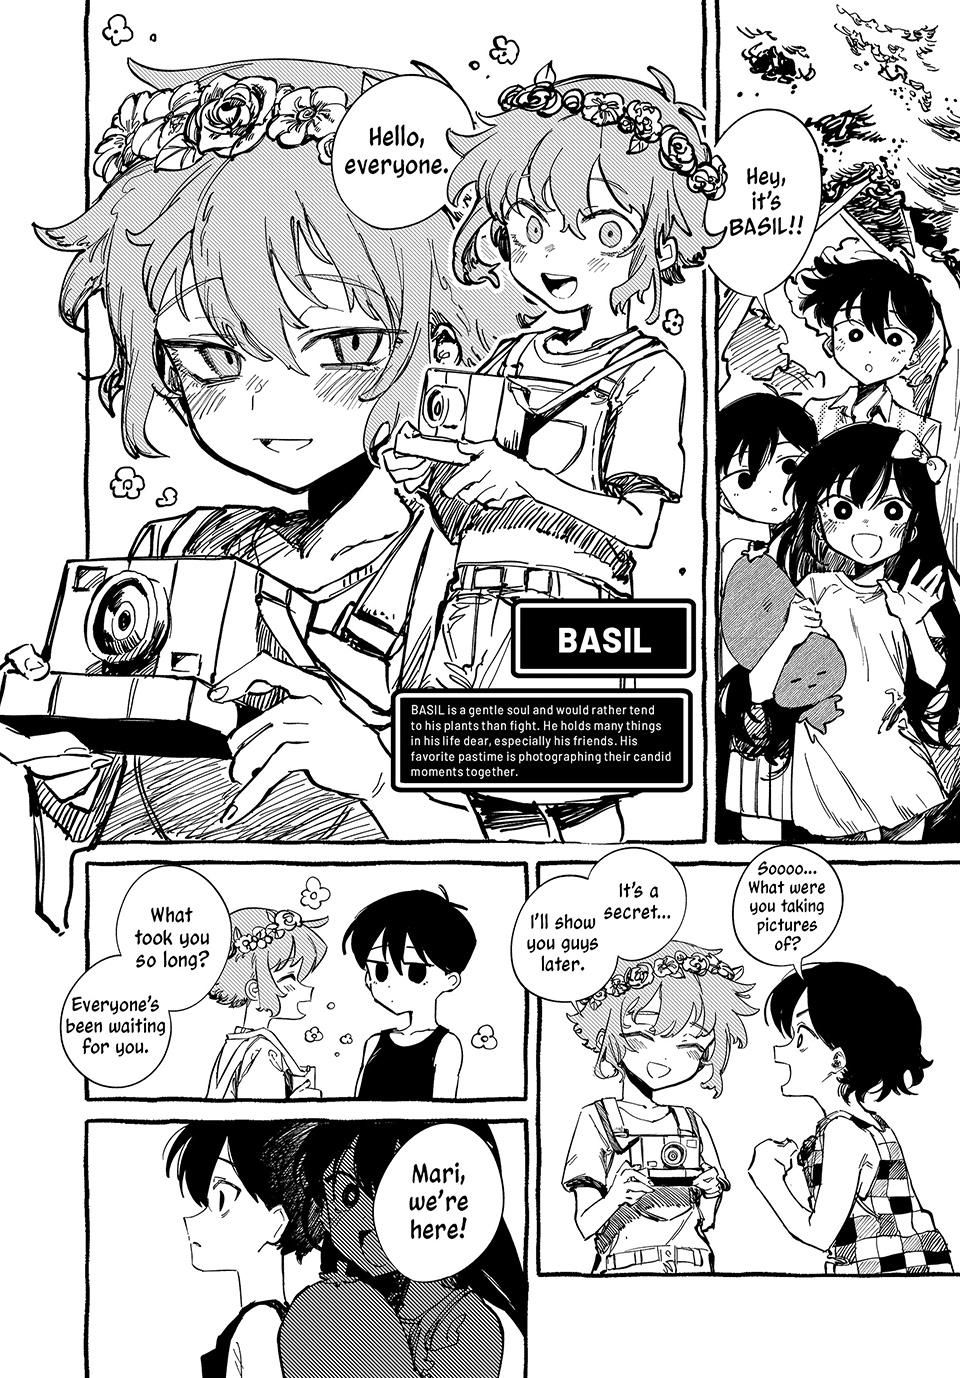 Hello,
everyone.
Hey,
it's
BASIL!!
BASIL
BASIL is a gentle soul and would rather tend
to his plants than fight. He holds many things
in his life dear, especially his friends. His
favorite pastime is photographing their candid
moments together.
What
took you
so long?
Everyone's
been waiting
for you.
Soooo...
What were
you taking
pictures
of?
It's a
secret...
I'll show
you guys
later.
Mari,
we're
here!